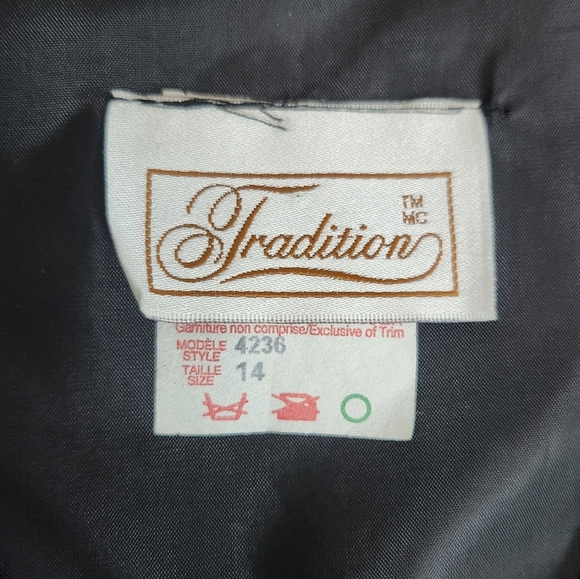 Tradition TM
MC
Garniture non comprise/Exclusive of Trim
MODÈLE
STYLE 4236
TAILLE
SIZE 14